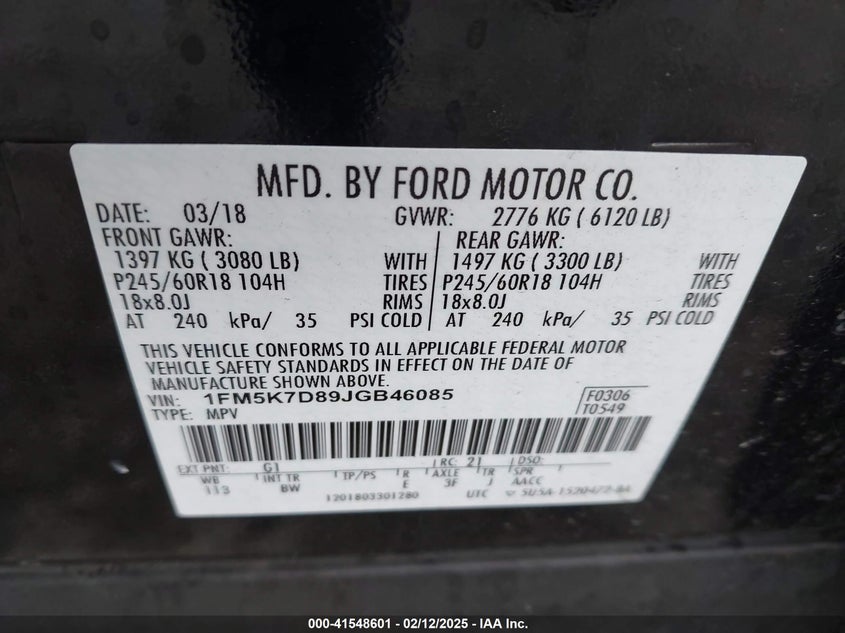 MFD. BY FORD MOTOR CO.
DATE: 03/18 GVWR: 2776 KG ( 6120 LB)
FRONT GAWR: REAR GAWR:
1397 KG ( 3080 LB) WITH 1497 KG ( 3300 LB) WITH
P245/60R18 104H TIRES P245/60R18 104H TIRES
18x8.0J RIMS 18x8.0J RIMS
AT 240 kPa/ 35 PSI COLD AT 240 kPa/ 35 PSI COLD
THIS VEHICLE CONFORMS TO ALL APPLICABLE FEDERAL MOTOR
VEHICLE SAFETY STANDARDS IN EFFECT ON THE DATE OF
MANUFACTURE SHOWN ABOVE.
VIN: 1FM5K7D89JGB46085 F0306
TYPE: MPV T0549
EXT PNT: G1 RC: 21 DSO:
WB INT TR TP/PS R AXLE TR SPR
113 BW E 3F J AACC
1201803301280 UTC 5U5A-1520472-BA
000-41548601 - 02/12/2025 - IAA Inc.